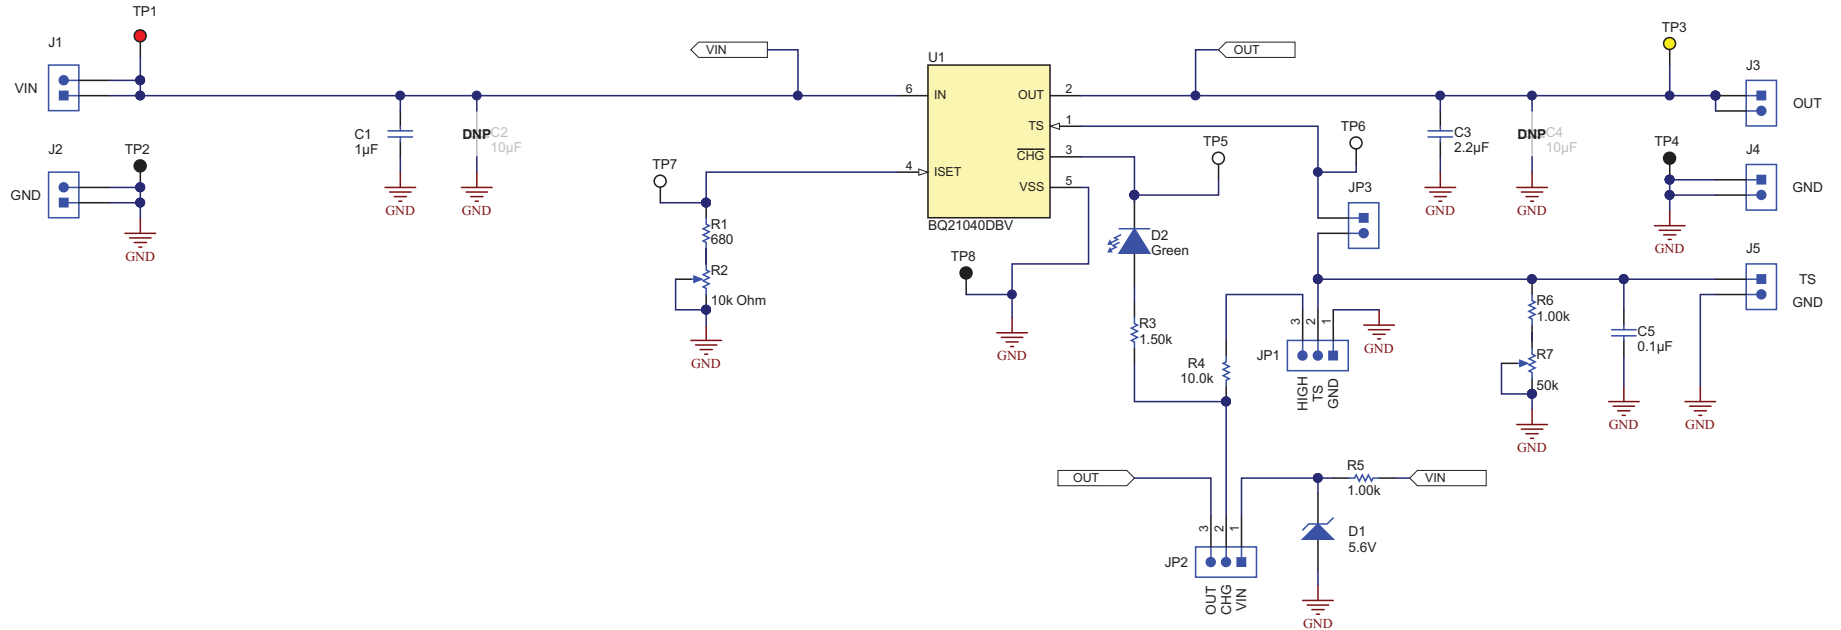 TP1
TP3
J1
VIN
OUT
U1
J3
VIN
6
IN
OUT
2
OUT
C1
1µF
DNP
C2
10µF
TS
1
TP6
C3
2.2µF
DNP
C4
10µF
J2
TP2
TP7
4
ISET
CHG
3
TP5
TP4
J4
GND
VSS
5
JP3
GND
GND
GND
GND
GND
R1
680
BQ21040DBV
D2
Green
GND
GND
TP8
J5
R2
10k Ohm
TS
GND
R6
1.00k
R3
1.50k
3
2
1
C5
0.1µF
GND
GND
JP1
GND
R4
10.0k
R7
50k
HIGH
TS
GND
GND
GND
GND
OUT
R5
1.00k
VIN
3
2
1
D1
5.6V
JP2
OUT
CHG
VIN
GND